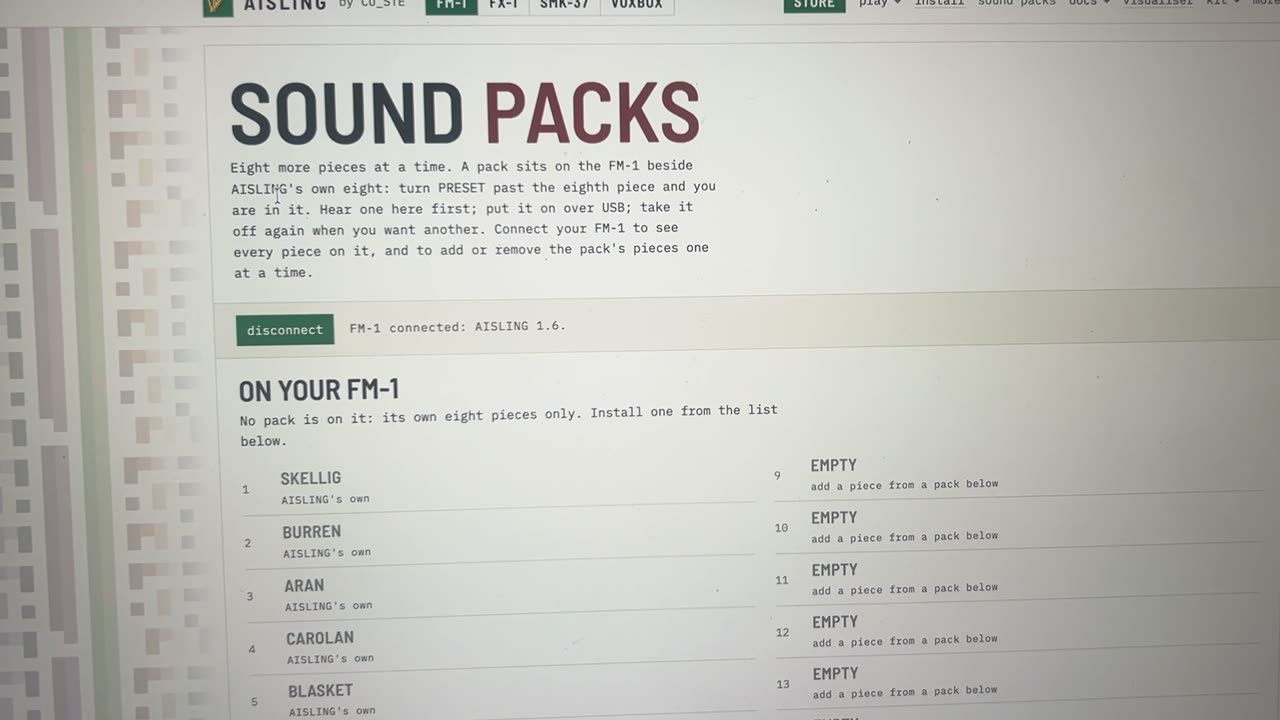 AISLING by CO_STE FM-1 FX-1 SMK-37 VOXBOX STORE play install sound packs docs visualiser kit more
SOUND PACKS
Eight more pieces at a time. A pack sits on the FM-1 beside
AISLING's own eight: turn PRESET past the eighth piece and you
are in it. Hear one here first; put it on over USB; take it
off again when you want another. Connect your FM-1 to see
every piece on it, and to add or remove the pack's pieces one
at a time.
disconnect FM-1 connected: AISLING 1.6.
ON YOUR FM-1
No pack is on it: its own eight pieces only. Install one from the list
below.
1 SKELLIG
AISLING's own
2 BURREN
AISLING's own
3 ARAN
AISLING's own
4 CAROLAN
AISLING's own
5 BLASKET
AISLING's own
9 EMPTY
add a piece from a pack below
10 EMPTY
add a piece from a pack below
11 EMPTY
add a piece from a pack below
12 EMPTY
add a piece from a pack below
13 EMPTY
add a piece from a pack below
EMPTY